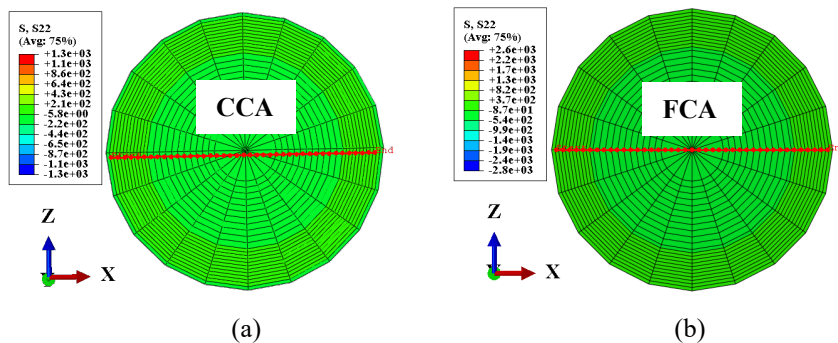 S, S22
(Avg: 75%)
+1.3e+03
+1.1e+03
+8.6e+02
+6.4e+02
+4.3e+02
+2.1e+02
-5.8e+00
-2.2e+02
-4.4e+02
-6.5e+02
-8.7e+02
-1.1e+03
-1.3e+03
CCA
Z
X
(a)
S, S22
(Avg: 75%)
+2.6e+03
+2.2e+03
+1.7e+03
+1.3e+03
+8.2e+02
+3.7e+02
-8.7e+01
-5.4e+02
-9.9e+02
-1.4e+03
-1.9e+03
-2.4e+03
-2.8e+03
FCA
Z
X
(b)